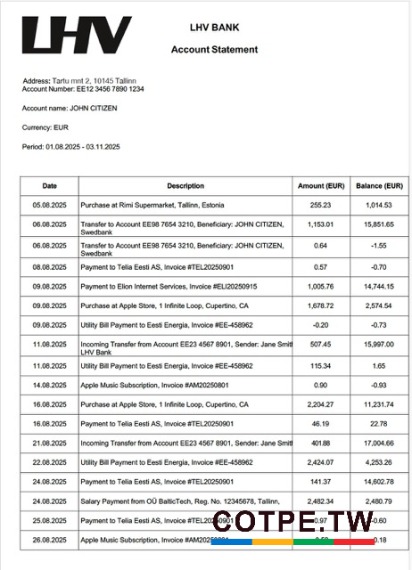 LHV
LHV BANK
Account Statement
Address: Tartu mnt 2, 10145 Tallinn
Account Number: EE12 3456 7890 1234
Account name: JOHN CITIZEN
Currency: EUR
Period: 01.08.2025 - 03.11.2025
Date Description Amount (EUR) Balance (EUR)
05.08.2025 Purchase at Rimi Supermarket, Tallinn, Estonia 255.23 1,014.53
06.08.2025 Transfer to Account EE98 7654 3210, Beneficiary: JOHN CITIZEN, 1,153.01 15,851.65
Swedbank
06.08.2025 Transfer to Account EE98 7654 3210, Beneficiary: JOHN CITIZEN, 0.64 -1.55
Swedbank
08.08.2025 Payment to Telia Eesti AS, Invoice #TEL20250901 0.57 -0.70
09.08.2025 Payment to Elion Internet Services, Invoice #ELI20250915 1,005.76 14,744.15
09.08.2025 Purchase at Apple Store, 1 Infinite Loop, Cupertino, CA 1,678.72 2,574.54
09.08.2025 Utility Bill Payment to Eesti Energia, Invoice #EE-458962 -0.20 -0.73
11.08.2025 Incoming Transfer from Account EE23 4567 8901, Sender: Jane Smit 507.45 15,997.00
LHV Bank
11.08.2025 Utility Bill Payment to Eesti Energia, Invoice #EE-458962 115.34 1.65
14.08.2025 Apple Music Subscription, Invoice #AM20250801 0.90 -0.93
16.08.2025 Purchase at Apple Store, 1 Infinite Loop, Cupertino, CA 2,204.27 11,231.74
16.08.2025 Payment to Telia Eesti AS, Invoice #TEL20250901 46.19 22.78
21.08.2025 Incoming Transfer from Account EE23 4567 8901, Sender: Jane Smit 401.88 17,004.66
22.08.2025 Utility Bill Payment to Eesti Energia, Invoice #EE-458962 2,424.07 4,253.26
24.08.2025 Payment to Telia Eesti AS, Invoice #TEL20250901 141.37 14,602.78
24.08.2025 Salary Payment from OÜ BalticTech, Reg. No. 12345678, Tallinn, 2,482.34 2,480.79
25.08.2025 Payment to Telia Eesti AS, Invoice #TEL20250901 0.97 -0.60
26.08.2025 Apple Music Subscription, Invoice
COTPE.TW